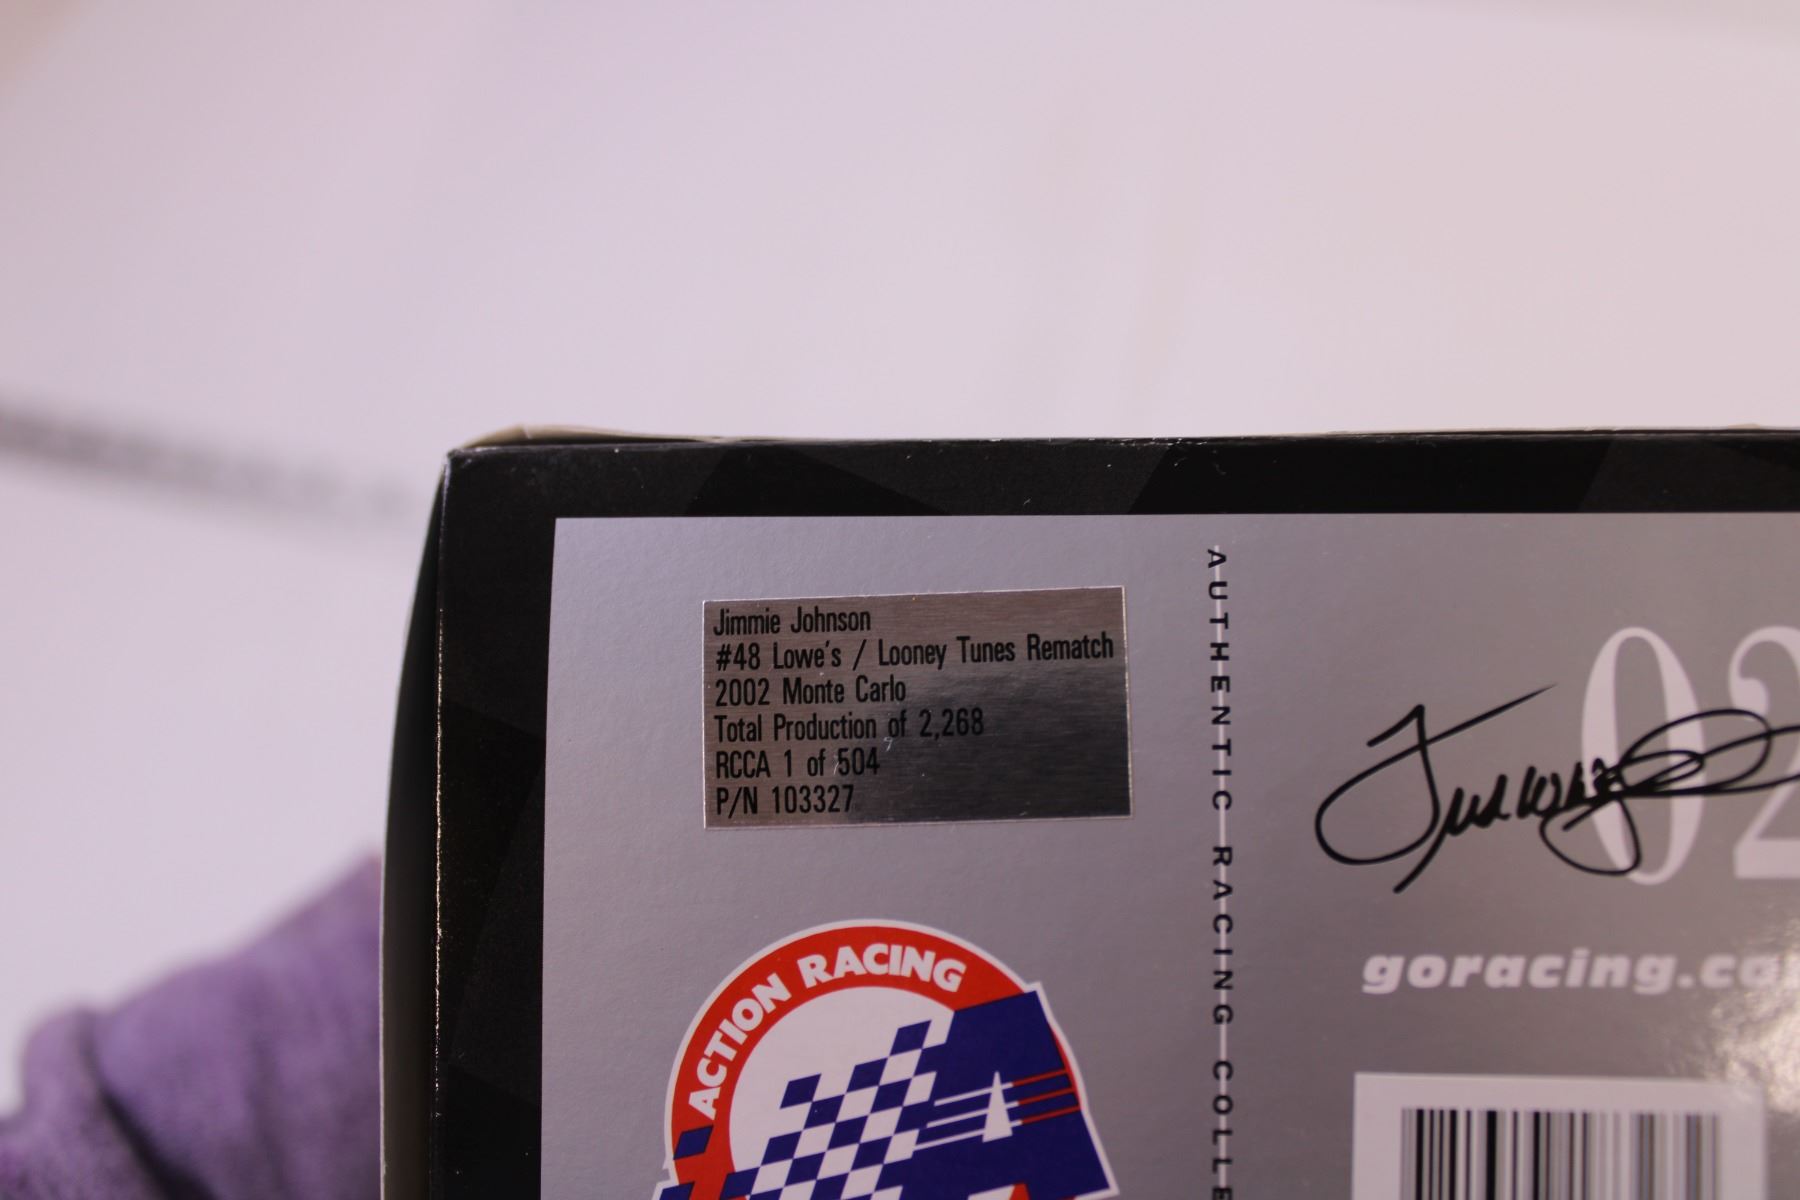 Jimmie Johnson
#48 Lowe's / Looney Tunes Rematch
2002 Monte Carlo
Total Production of 2,268
RCCA 1 of 504
P/N 103327
ACTION RACING
AUTHENTIC RACING COLLE
02
goracing.co